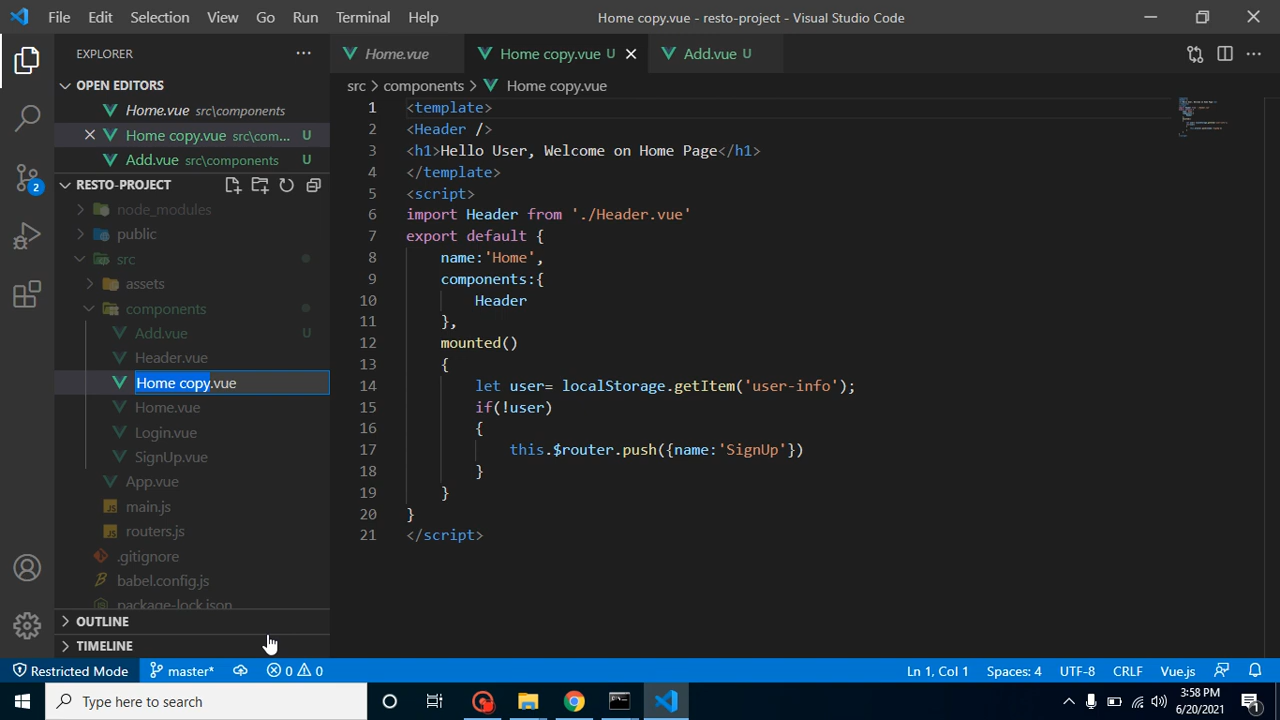 File Edit Selection View Go Run Terminal Help
Home copy.vue - resto-project - Visual Studio Code
EXPLORER
OPEN EDITORS
Home.vue src\components
Home copy.vue src\com... U
Add.vue src\components U
RESTO-PROJECT
node_modules
public
src
assets
components
Add.vue U
Header.vue
Home copy.vue
Home.vue
Login.vue
SignUp.vue
App.vue
main.js
routers.js
.gitignore
babel.config.js
package-lock.json
OUTLINE
TIMELINE
2
Home.vue
Home copy.vue U
Add.vue U
src > components > Home copy.vue
1 <template>
2 <Header />
3 <h1>Hello User, Welcome on Home Page</h1>
4 </template>
5 <script>
6 import Header from './Header.vue'
7 export default {
8 name:'Home',
9 components:{
10 Header
11 },
12 mounted()
13 {
14 let user= localStorage.getItem('user-info');
15 if(!user)
16 {
17 this.$router.push({name:'SignUp'})
18 }
19 }
20 }
21 </script>
Restricted Mode master* 0 0 Ln 1, Col 1 Spaces: 4 UTF-8 CRLF Vue.js
Type here to search
3:58 PM
6/20/2021
1